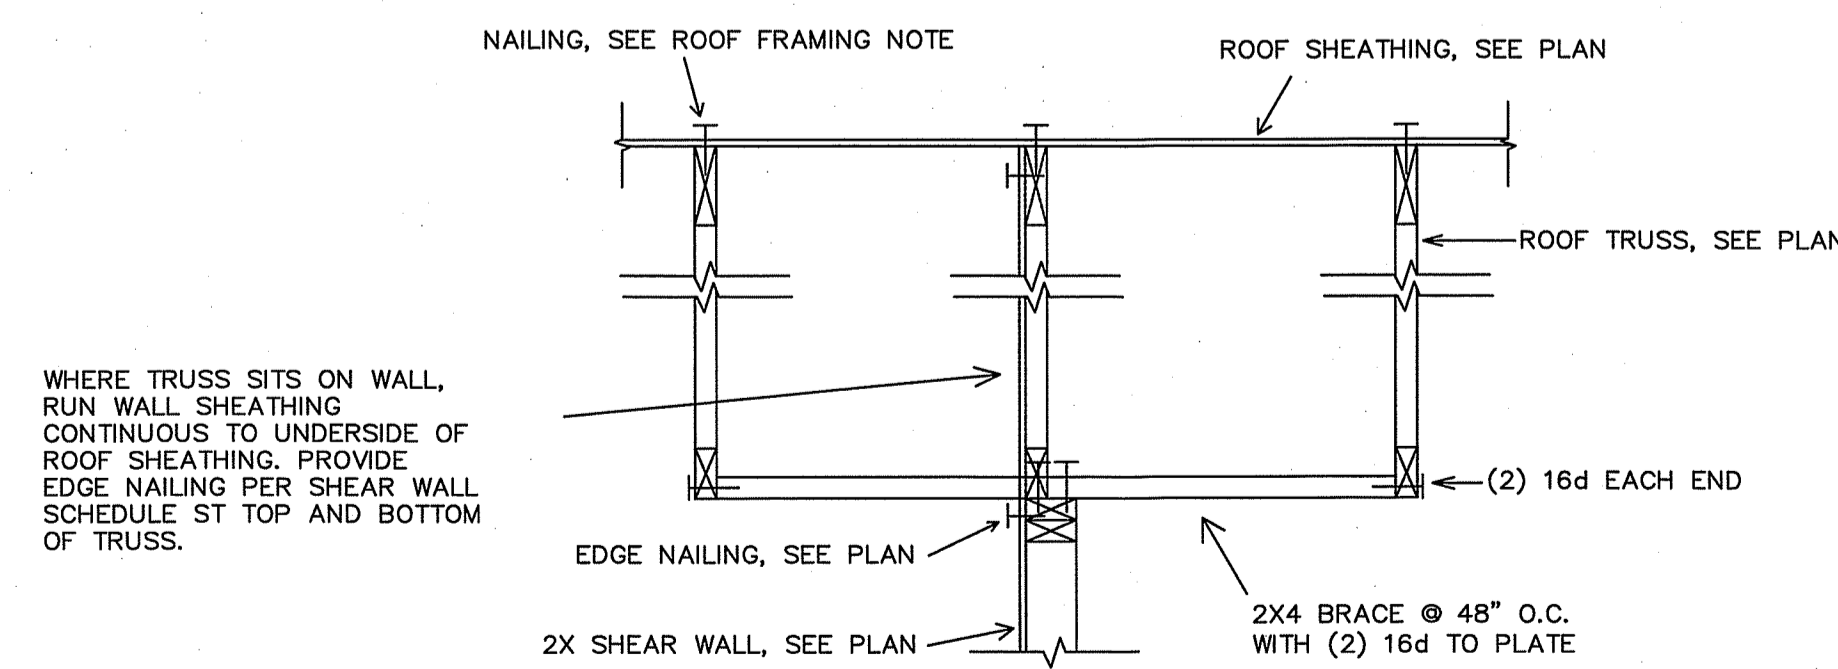 NAILING, SEE ROOF FRAMING NOTE
ROOF SHEATHING, SEE PLAN
ROOF TRUSS, SEE PLAN
WHERE TRUSS SITS ON WALL,
RUN WALL SHEATHING
CONTINUOUS TO UNDERSIDE OF
ROOF SHEATHING. PROVIDE
EDGE NAILING PER SHEAR WALL
SCHEDULE ST TOP AND BOTTOM
OF TRUSS.
(2) 16d EACH END
EDGE NAILING, SEE PLAN
2X4 BRACE @ 48" O.C.
WITH (2) 16d TO PLATE
2X SHEAR WALL, SEE PLAN